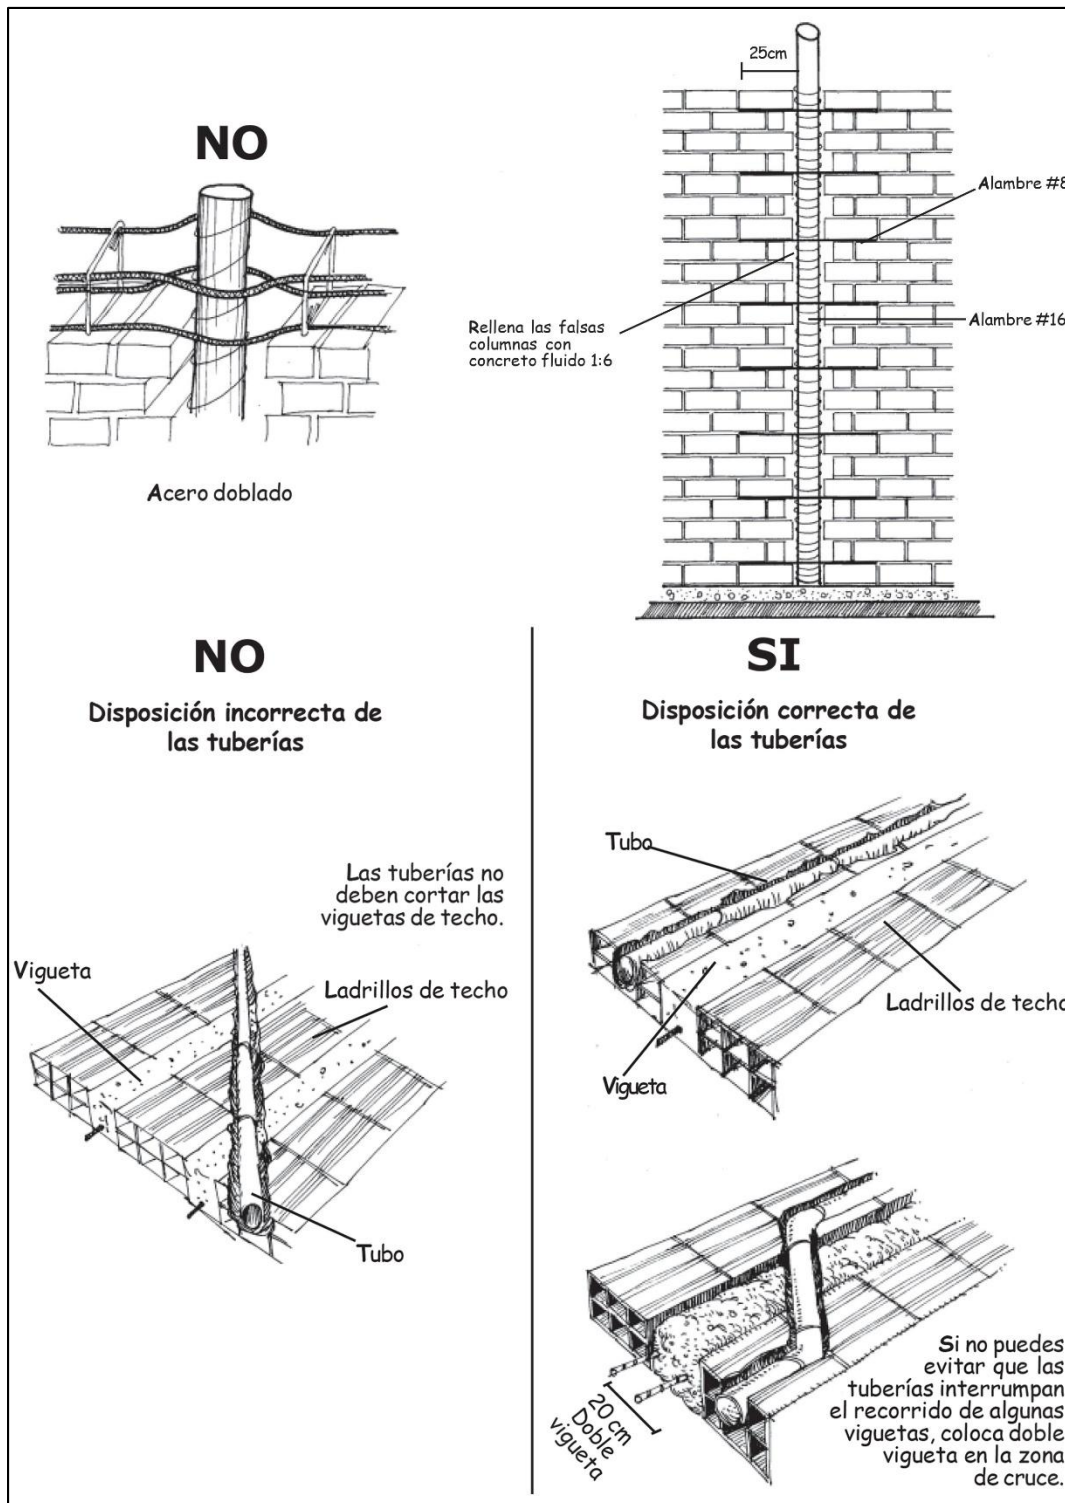 NO
Acero doblado
25cm
Alambre #8
Rellena las falsas
columnas con
concreto fluido 1:6
Alambre #16
NO
Disposición incorrecta de
las tuberías
Las tuberías no
deben cortar las
viguetas de techo.
Vigueta
Ladrillos de techo
Tubo
SI
Disposición correcta de
las tuberías
Tubo
Ladrillos de techo
Vigueta
20 cm
Doble
vigueta
Si no puedes
evitar que las
tuberías interrumpan
el recorrido de algunas
viguetas, coloca doble
vigueta en la zona
de cruce.